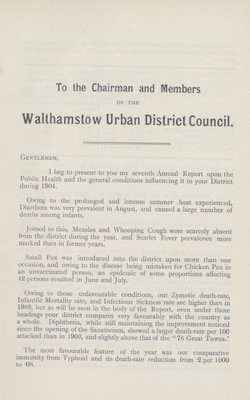 To the Chairman and Members
OF THE
Walthamstow Urban District Council.
GENTLEMEN,
I beg to present to you my seventh Annual Report upon the
Public Health and the general conditions influencing it in your District
during 1904.
Owing to the prolonged and intense summer heat experienced,
Diarrhœa was very prevalent in August, and caused a large number of
deaths among infants.
Joined to this, Measles and Whooping Cough were scarcely absent
from the district during the year, and Scarlet Fever prevalence more
marked than in former years.
Small Pox was introduced into the district upon more than one
occasion, and owing to the disease being mistaken for Chicken Pox in
an unvaccinated person, an epidemic of some proportions affecting
42 persons resulted in June and July.
Owing to those unfavourable conditions, our Zymotic death-rate,
Infantile Mortality rate, and Infectious Sickness rate are higher than in
1903, but as will be seen in the body of the Report, even under these
headings your district compares very favourably with the country as
a whole. Diphtheria, while still maintaining the improvement noticed
since the opening of the Sanatorium, showed a larger death-rate per 100
attacked than in 1903, and slightly above that of the "76 Great Towns."
The most favourable feature of the year was our comparative
immunity from Typhoid and its death-rate reduction from ·2 per 1000
to ·08.